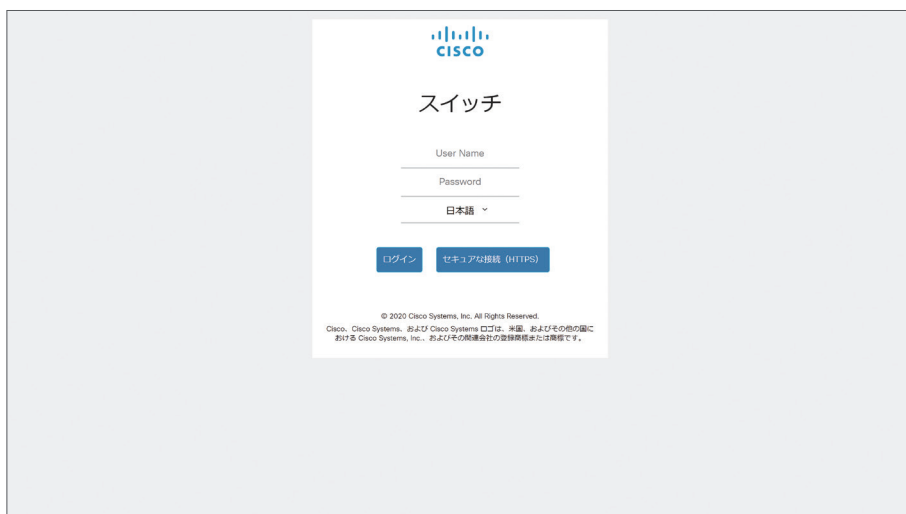 CISCO
スイッチ
User Name
Password
日本語
ログイン セキュアな接続（HTTPS）
© 2020 Cisco Systems, Inc. All Rights Reserved.
Cisco、Cisco Systems、および Cisco Systems ロゴは、米国、およびその他の国に
おける Cisco Systems, Inc.、およびその関連会社の登録商標または商標です。